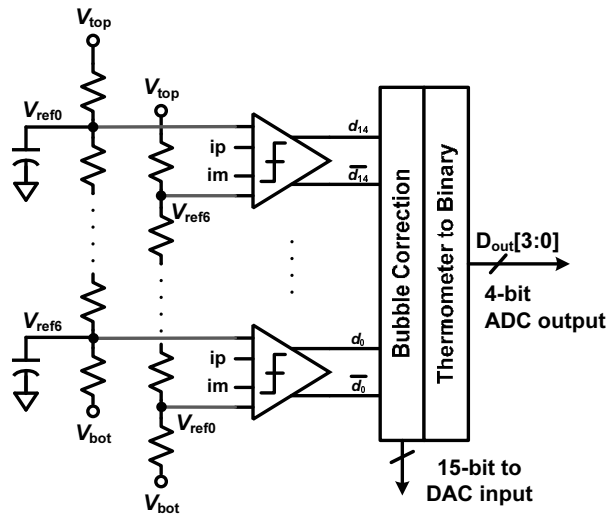 Vtop
Vtop
Vref0
ip
im
Vref6
d14
d14
Vref6
ip
im
Vref0
d0
d0
Vbot
Vbot
Bubble Correction
Thermometer to Binary
Dout[3:0]
4-bit
ADC output
15-bit to
DAC input